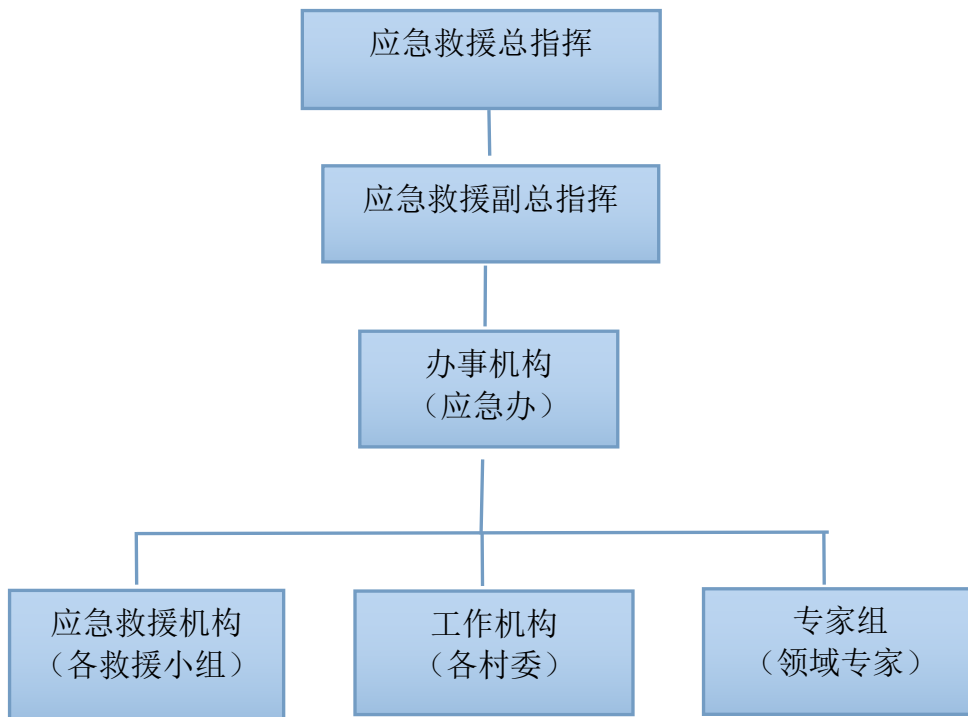 应急救援总指挥
应急救援副总指挥
办事机构
（应急办）
应急救援机构
（各救援小组）
工作机构
（各村委）
专家组
（领域专家）